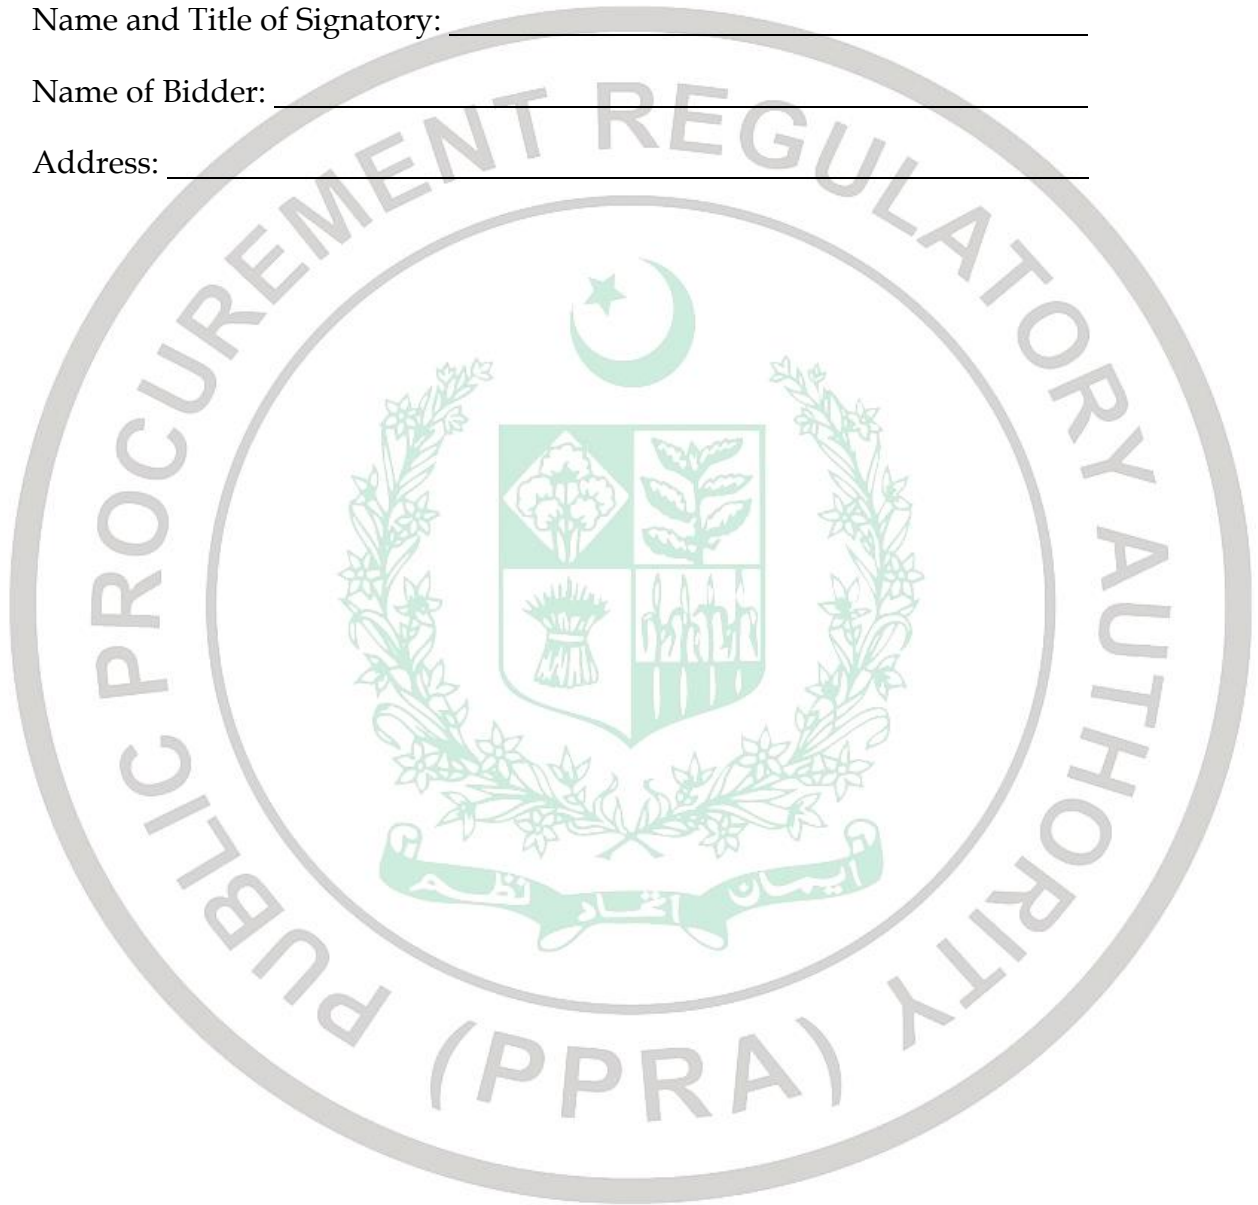 Name and Title of Signatory:
Name of Bidder:
Address:
PUBLIC PROCUREMENT REGULATORY AUTHORITY
(PPRA)
ایمان اتحاد نظم